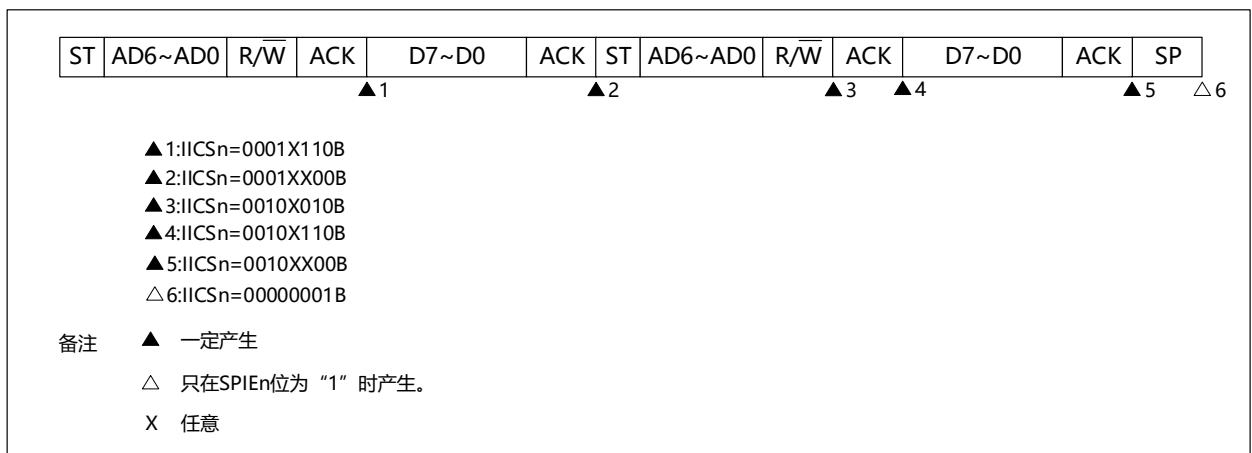 ST AD6~AD0 R/W̅ ACK D7~D0 ACK ST AD6~AD0 R/W̅ ACK D7~D0 ACK SP
▲1 ▲2 ▲3 ▲4 ▲5 △6
▲1:IICSn=0001X110B
▲2:IICSn=0001XX00B
▲3:IICSn=0010X010B
▲4:IICSn=0010X110B
▲5:IICSn=0010XX00B
△6:IICSn=00000001B
备注 ▲ 一定产生
△ 只在SPIEn位为“1”时产生。
X 任意